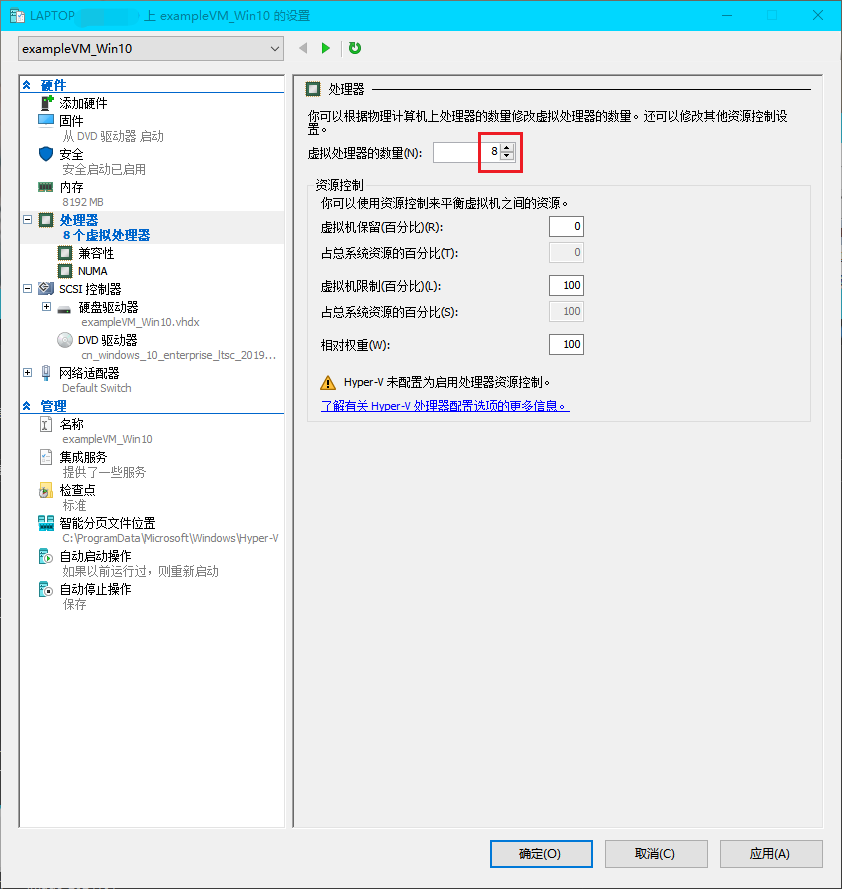 LAPTOP 上 exampleVM_Win10 的设置
exampleVM_Win10
硬件
添加硬件
固件
从 DVD 驱动器 启动
安全
安全启动已启用
内存
8192 MB
处理器
8 个虚拟处理器
兼容性
NUMA
SCSI 控制器
硬盘驱动器
exampleVM_Win10.vhdx
DVD 驱动器
cn_windows_10_enterprise_ltsc_2019...
网络适配器
Default Switch
管理
名称
exampleVM_Win10
集成服务
提供了一些服务
检查点
标准
智能分页文件位置
C:\ProgramData\Microsoft\Windows\Hyper-V
自动启动操作
如果以前运行过，则重新启动
自动停止操作
保存
处理器
你可以根据物理计算机上处理器的数量修改虚拟处理器的数量。还可以修改其他资源控制设
置。
虚拟处理器的数量(N): 8
资源控制
你可以使用资源控制来平衡虚拟机之间的资源。
虚拟机保留(百分比)(R): 0
占总系统资源的百分比(T): 0
虚拟机限制(百分比)(L): 100
占总系统资源的百分比(S): 100
相对权重(W): 100
Hyper-V 未配置为启用处理器资源控制。
了解有关 Hyper-V 处理器配置选项的更多信息。
确定(O) 取消(C) 应用(A)